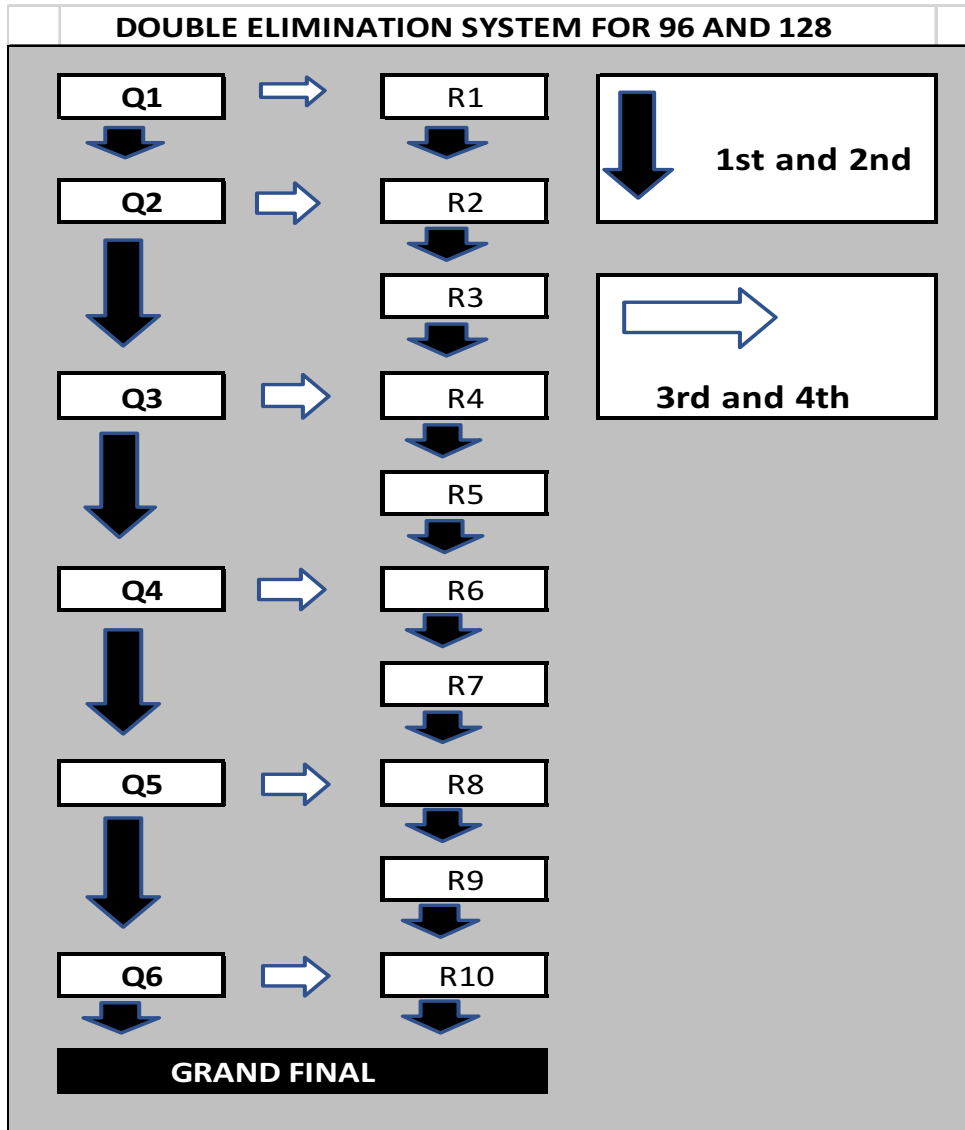 DOUBLE ELIMINATION SYSTEM FOR 96 AND 128
Q1
R1
1st and 2nd
Q2
R2
R3
Q3
R4
3rd and 4th
R5
Q4
R6
R7
Q5
R8
R9
Q6
R10
GRAND FINAL